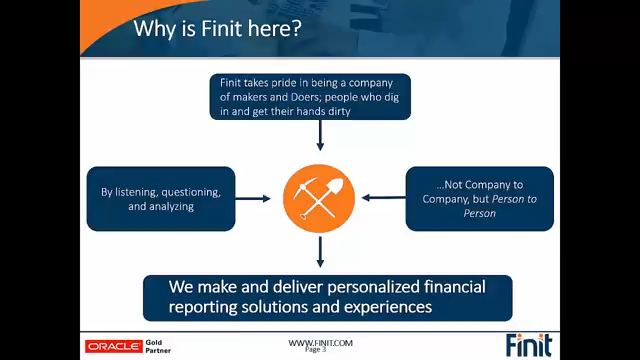 Why is Finit here?
Finit takes pride in being a company
of makers and Doers; people who dig
in and get their hands dirty
By listening, questioning,
and analyzing
...Not Company to
Company, but Person to
Person
We make and deliver personalized financial
reporting solutions and experiences
ORACLE Gold
Partner
WWW.FINIT.COM
Page 3
Finit